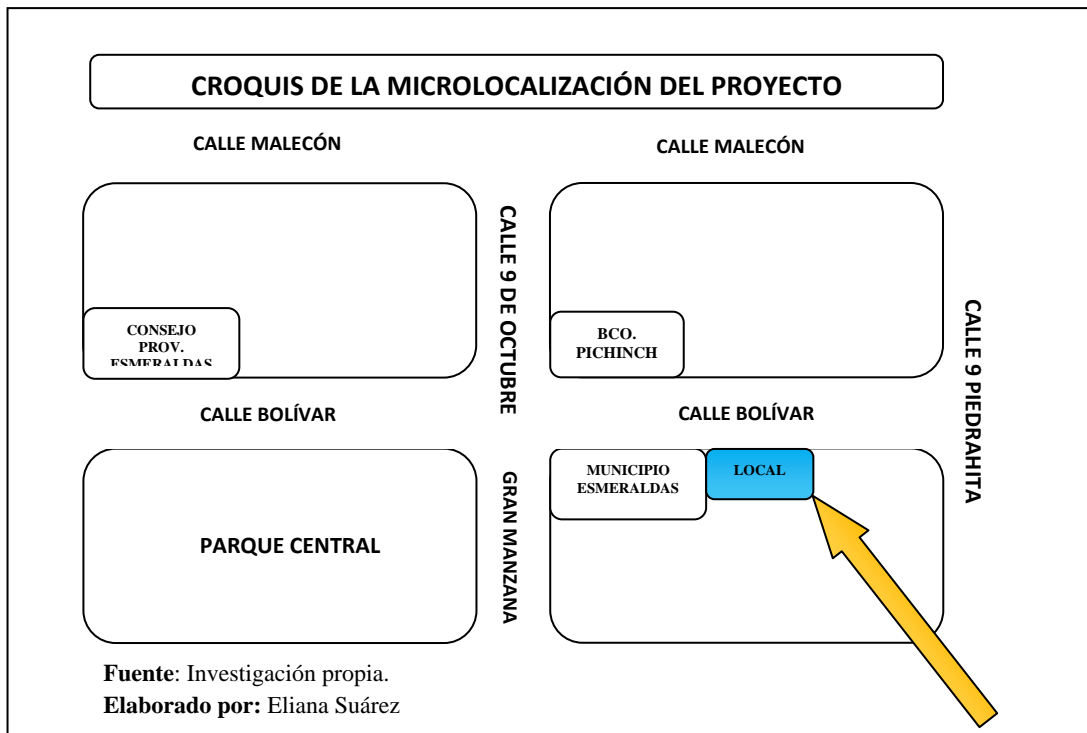 CROQUIS DE LA MICROLOCALIZACIÓN DEL PROYECTO
CALLE MALECÓN
CALLE MALECÓN
CALLE 9 DE OCTUBRE
CALLE 9 PIEDRAHITA
CONSEJO
PROV.
ESMERALDAS
BCO.
PICHINCH
CALLE BOLÍVAR
CALLE BOLÍVAR
MUNICIPIO
ESMERALDAS
LOCAL
GRAN MANZANA
PARQUE CENTRAL
Fuente: Investigación propia.
Elaborado por: Eliana Suárez